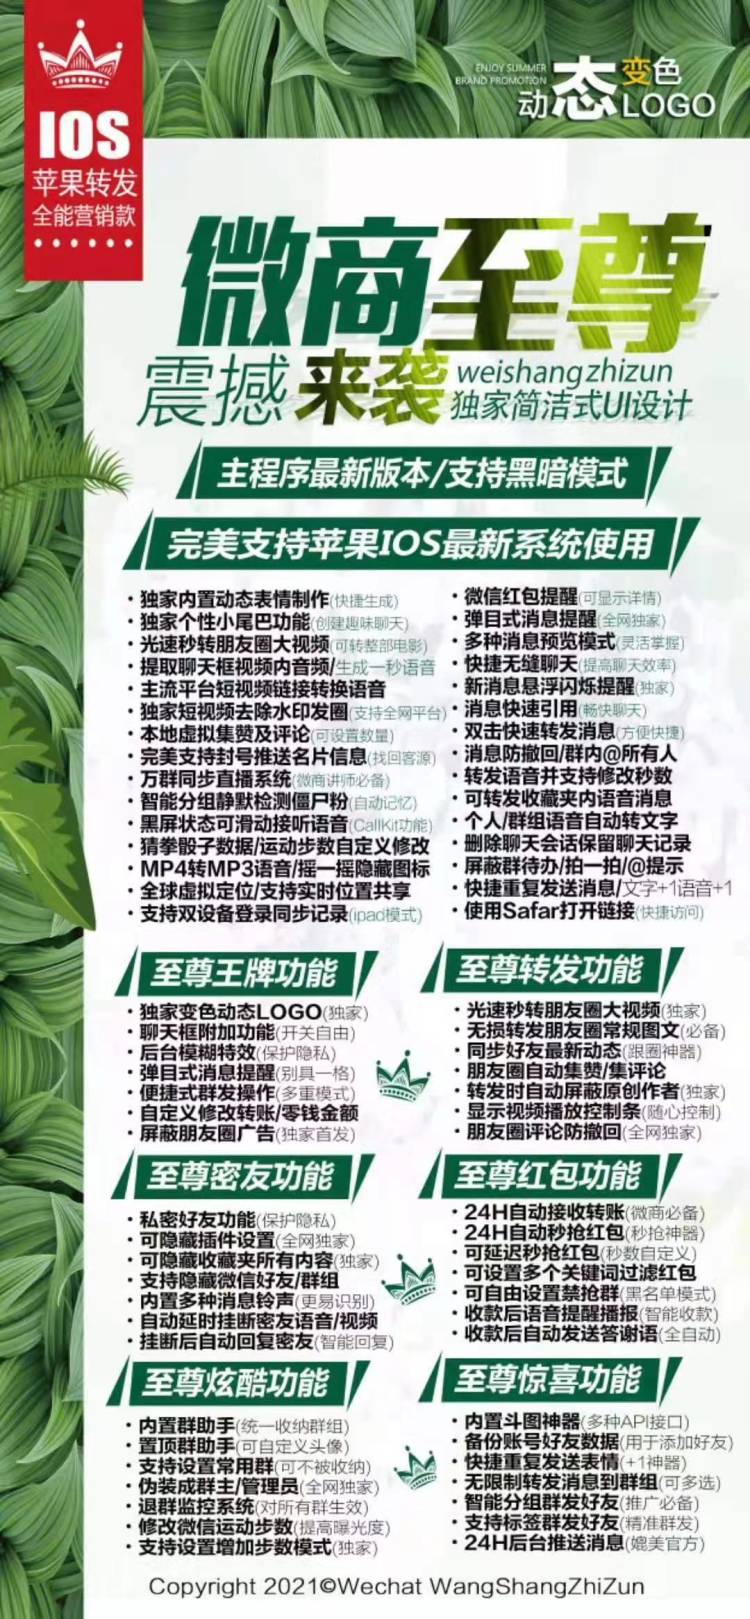 IOS
苹果转发
全能营销款
ENJOY SUMMER
BRAND PROMOTION
动态变色
LOGO
微商至尊
震撼来袭
weishangzhizun
独家简洁式UI设计
主程序最新版本/支持黑暗模式
完美支持苹果IOS最新系统使用
·独家内置动态表情制作(快捷生成)
·独家个性小尾巴功能(创建趣味聊天)
·光速秒转朋友圈大视频(可转整部电影)
·提取聊天框视频内音频/生成一秒语音
·主流平台短视频链接转换语音
·独家短视频去除水印发圈(支持全网平台)
·本地虚拟集赞及评论(可设置数量)
·完美支持封号推送名片信息(找回客源)
·万群同步直播系统(微商讲师必备)
·智能分组静默检测僵尸粉(自动记忆)
·黑屏状态可滑动接听语音(CallKit功能)
·猜拳骰子数据/运动步数自定义修改
·MP4转MP3语音/摇一摇隐藏图标
·全球虚拟定位/支持实时位置共享
·支持双设备登录同步记录(ipad模式)
·微信红包提醒(可显示详情)
·弹目式消息提醒(全网独家)
·多种消息预览模式(灵活掌握)
·快捷无缝聊天(提高聊天效率)
·新消息悬浮闪烁提醒(独家)
·消息快速引用(畅快聊天)
·双击快速转发消息(方便快捷)
·消息防撤回/群内@所有人
·转发语音并支持修改秒数
·可转发收藏夹内语音消息
·个人/群组语音自动转文字
·删除聊天会话保留聊天记录
·屏蔽群待办/拍一拍/@提示
·快捷重复发送消息/文字+1语音+1
·使用Safar打开链接(快捷访问)
至尊王牌功能
·独家变色动态LOGO(独家)
·聊天框附加功能(开关自由)
·后台模糊特效(保护隐私)
·弹目式消息提醒(别具一格)
·便捷式群发操作(多重模式)
·自定义修改转账/零钱金额
·屏蔽朋友圈广告(独家首发)
至尊转发功能
·光速秒转朋友圈大视频(独家)
·无损转发朋友圈常规图文(必备)
·同步好友最新动态(跟圈神器)
·朋友圈自动集赞/集评论
·转发时自动屏蔽原创作者(独家)
·显示视频播放控制条(随心控制)
·朋友圈评论防撤回(全网独家)
至尊密友功能
·私密好友功能(保护隐私)
·可隐藏插件设置(全网独家)
·可隐藏收藏夹所有内容(独家)
·支持隐藏微信好友/群组
·内置多种消息铃声(更易识别)
·自动延时挂断密友语音/视频
·挂断后自动回复密友(智能回复)
至尊红包功能
·24H自动接收转账(微商必备)
·24H自动秒抢红包(秒抢神器)
·可延迟秒抢红包(秒数自定义)
·可设置多个关键词过滤红包
·可自由设置禁抢群(黑名单模式)
·收款后语音提醒播报(智能收款)
·收款后自动发送答谢语(全自动)
至尊炫酷功能
·内置群助手(统一收纳群组)
·置顶群助手(可自定义头像)
·支持设置常用群(可不被收纳)
·伪装成群主/管理员(全网独家)
·退群监控系统(对所有群生效)
·修改微信运动步数(提高曝光度)
·支持设置增加步数模式(独家)
至尊惊喜功能
·内置斗图神器(多种API接口)
·备份账号好友数据(用于添加好友)
·快捷重复发送表情(+1神器)
·无限制转发消息到群组(可多选)
·智能分组群发好友(推广必备)
·支持标签群发好友(精准群发)
·24H后台推送消息(媲美官方)
Copyright 2021©Wechat WangShangZhiZun